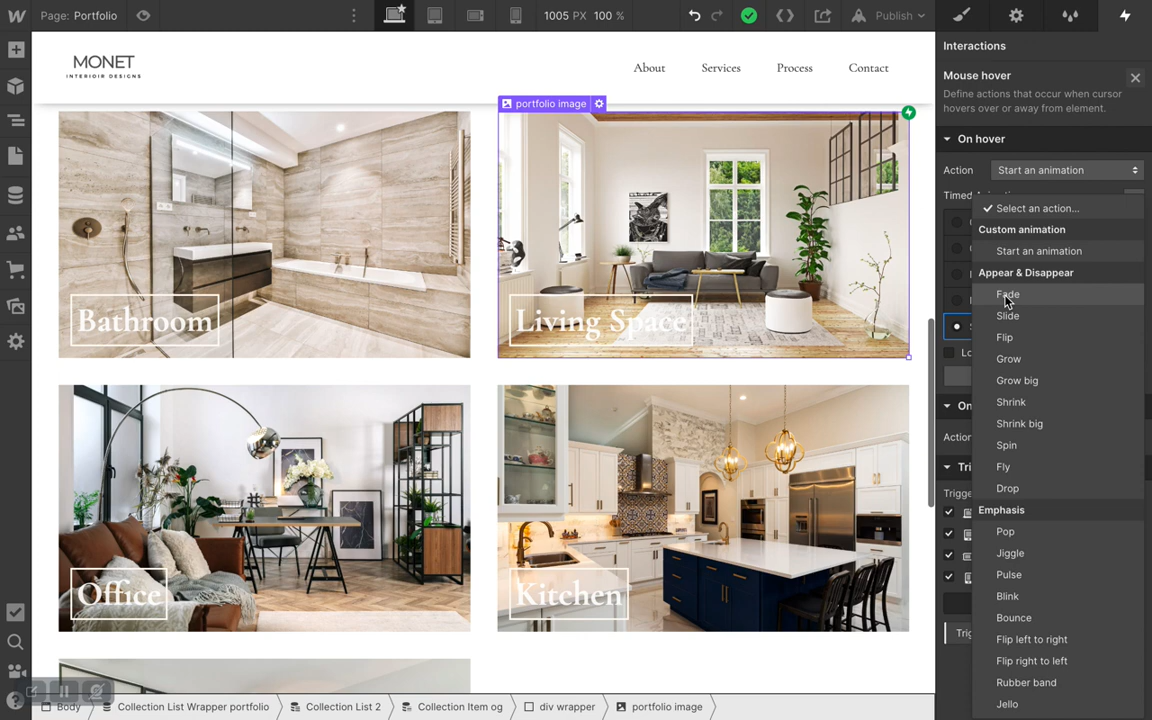 Page: Portfolio
1005 PX 100 %
Publish
Interactions
MONET
INTERIOIR DESIGNS
About
Services
Process
Contact
Mouse hover
Define actions that occur when cursor
hovers over or away from element.
portfolio image
On hover
Action
Start an animation
Select an action...
Custom animation
Start an animation
Appear & Disappear
Fade
Slide
Flip
Grow
Grow big
Shrink
Shrink big
Spin
Fly
Drop
Emphasis
Pop
Jiggle
Pulse
Blink
Bounce
Flip left to right
Flip right to left
Rubber band
Jello
Action
Bathroom
Living Space
Office
Kitchen
Body
Collection List Wrapper portfolio
Collection List 2
Collection Item og
div wrapper
portfolio image